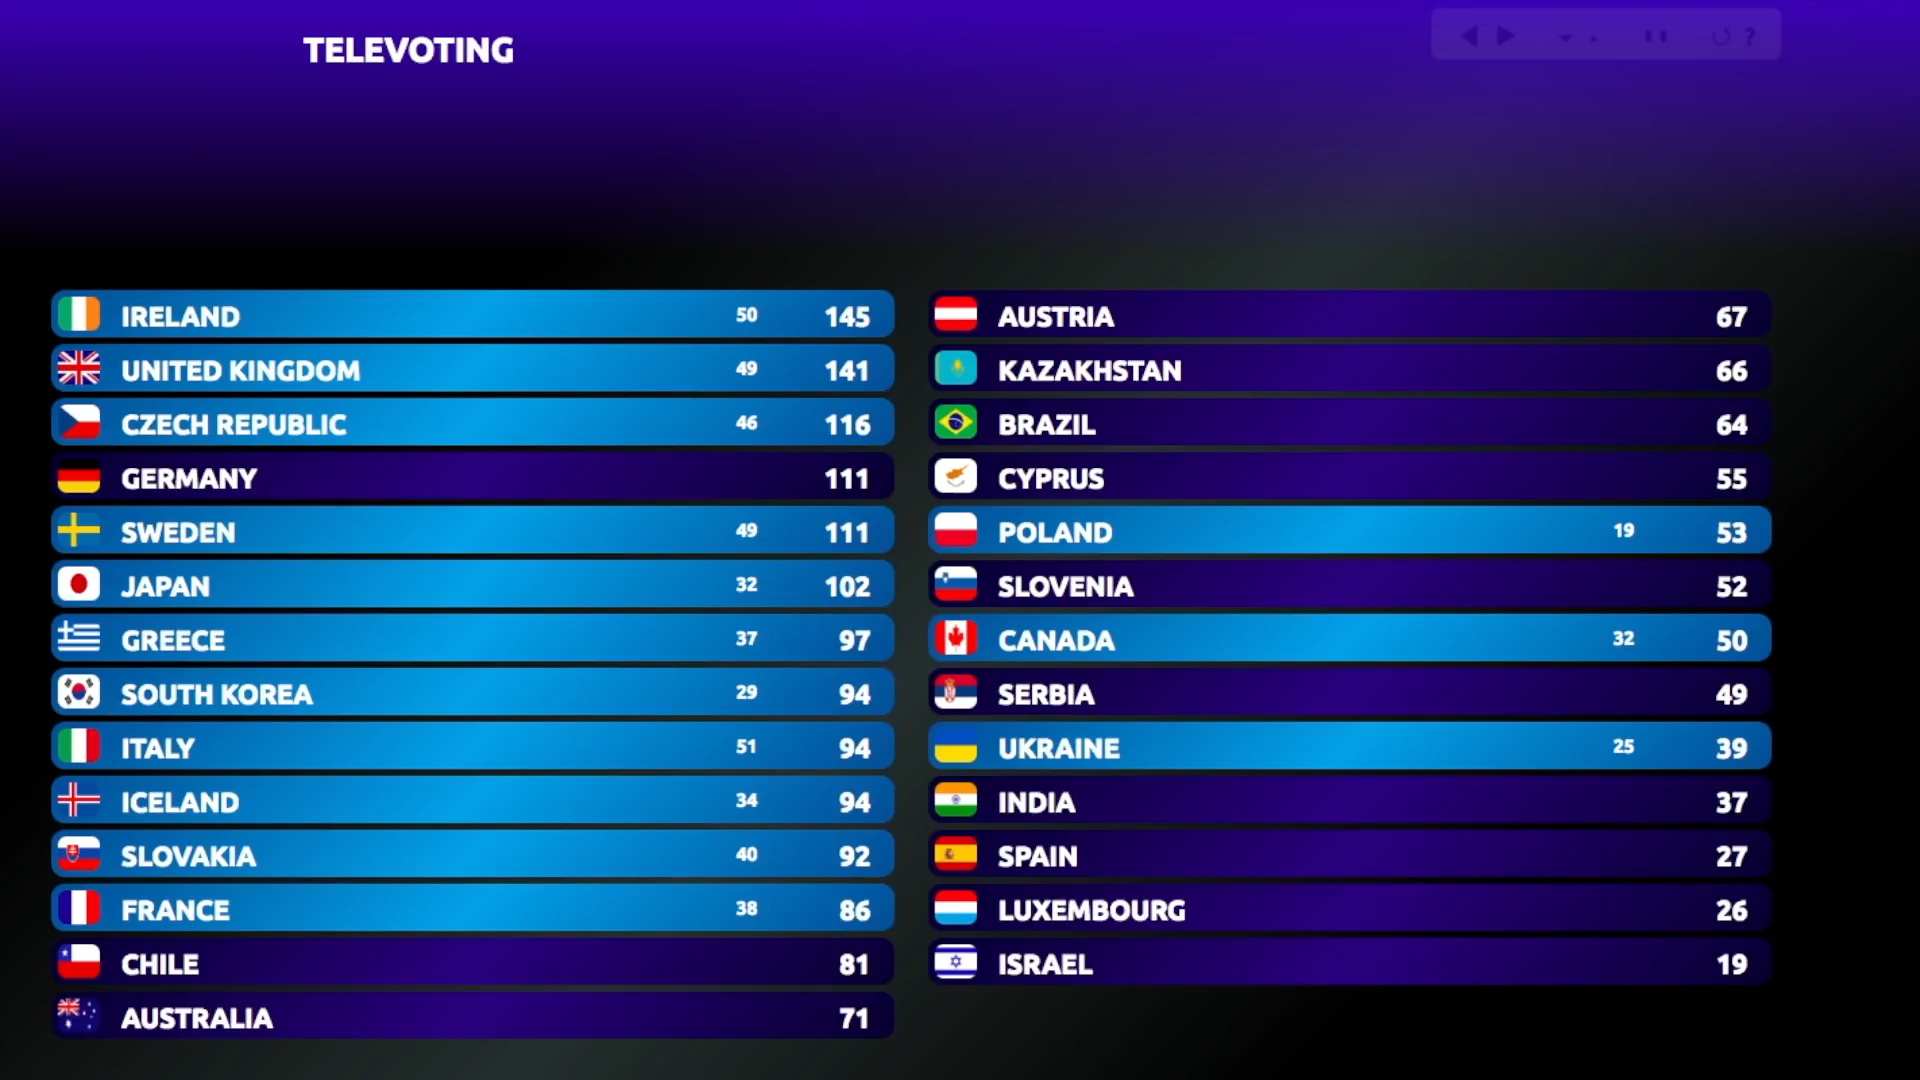 TELEVOTING
?
IRELAND 50 145
UNITED KINGDOM 49 141
CZECH REPUBLIC 46 116
GERMANY 111
SWEDEN 49 111
JAPAN 32 102
GREECE 37 97
SOUTH KOREA 29 94
ITALY 51 94
ICELAND 34 94
SLOVAKIA 40 92
FRANCE 38 86
CHILE 81
AUSTRALIA 71
AUSTRIA 67
KAZAKHSTAN 66
BRAZIL 64
CYPRUS 55
POLAND 19 53
SLOVENIA 52
CANADA 32 50
SERBIA 49
UKRAINE 25 39
INDIA 37
SPAIN 27
LUXEMBOURG 26
ISRAEL 19